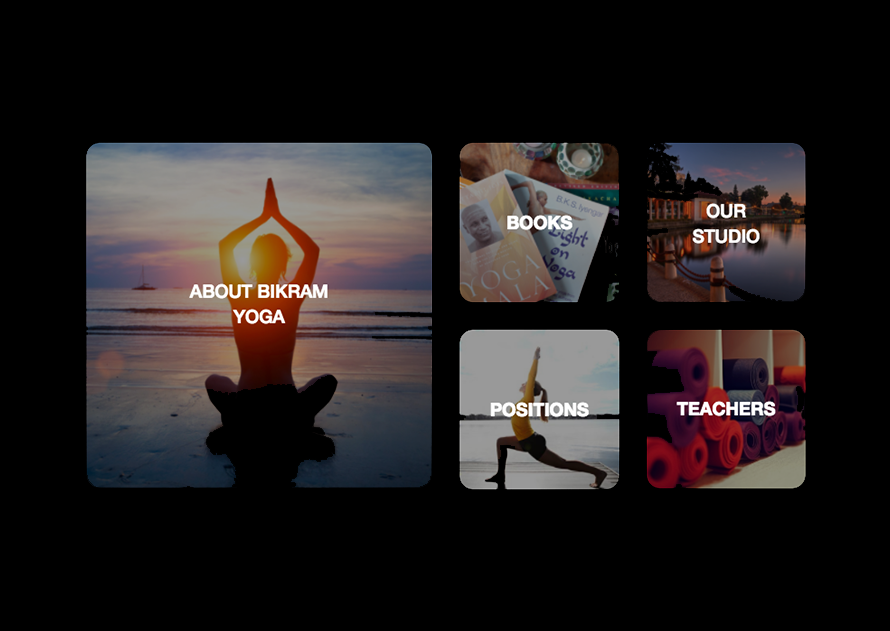 ABOUT BIKRAM
YOGA
BOOKS
B.K.S. Iyengar
Light
on
Yoga
YOGA
MALA
OUR
STUDIO
POSITIONS
TEACHERS